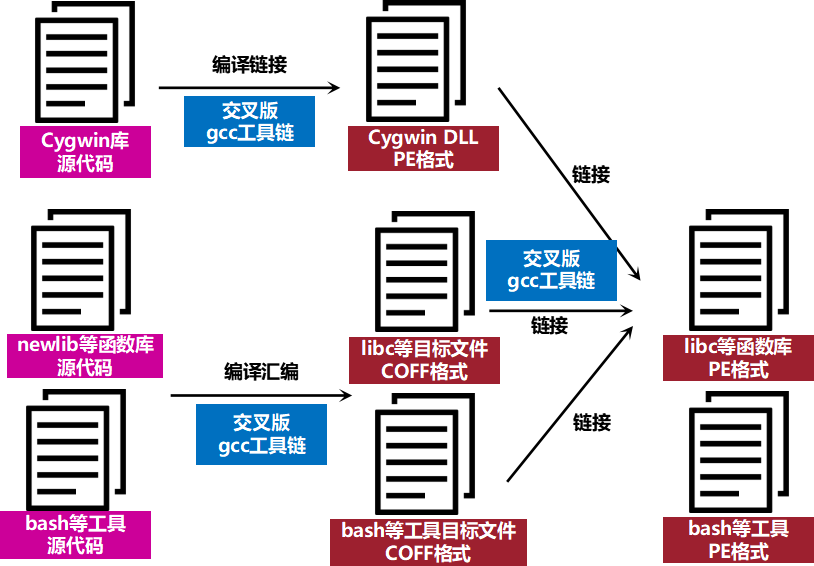 编译链接
交叉版
gcc工具链
Cygwin库
源代码
Cygwin DLL
PE格式
链接
交叉版
gcc工具链
链接
newlib等函数库
源代码
libc等目标文件
COFF格式
libc等函数库
PE格式
编译汇编
交叉版
gcc工具链
链接
bash等工具
源代码
bash等工具目标文件
COFF格式
bash等工具
PE格式